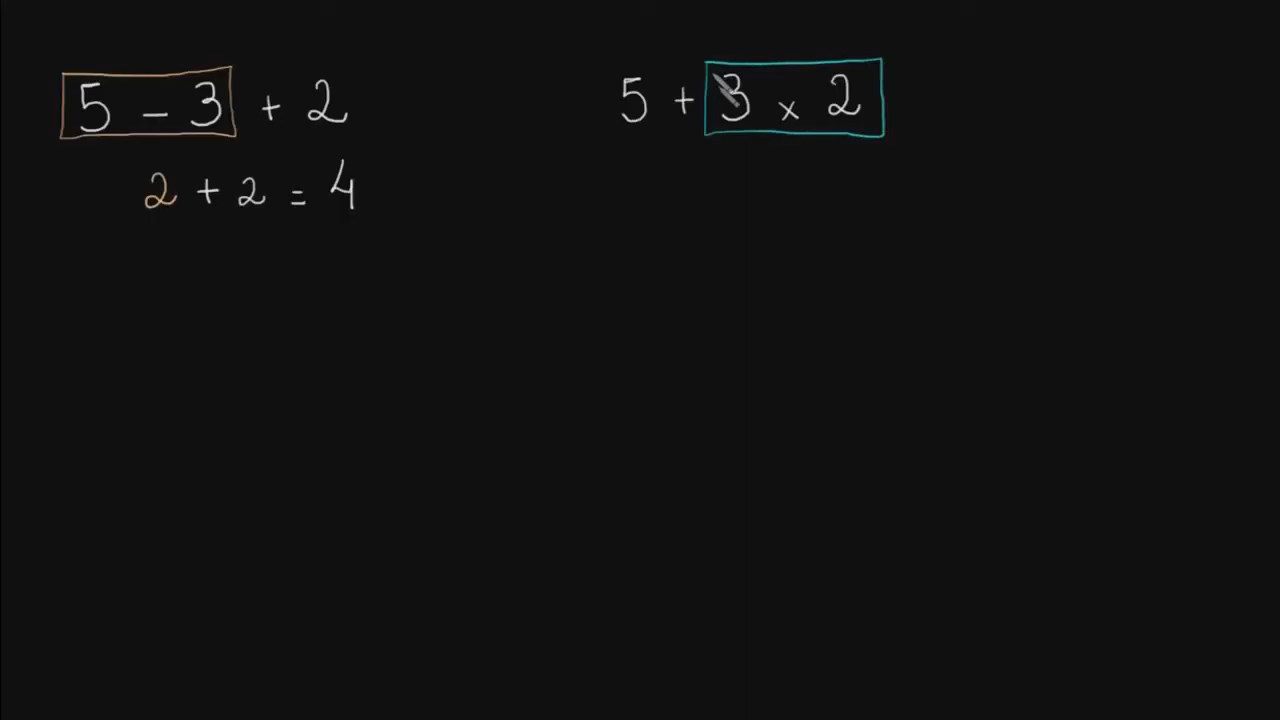 5 – 3 + 2
2 + 2 = 4
5 + 3 x 2